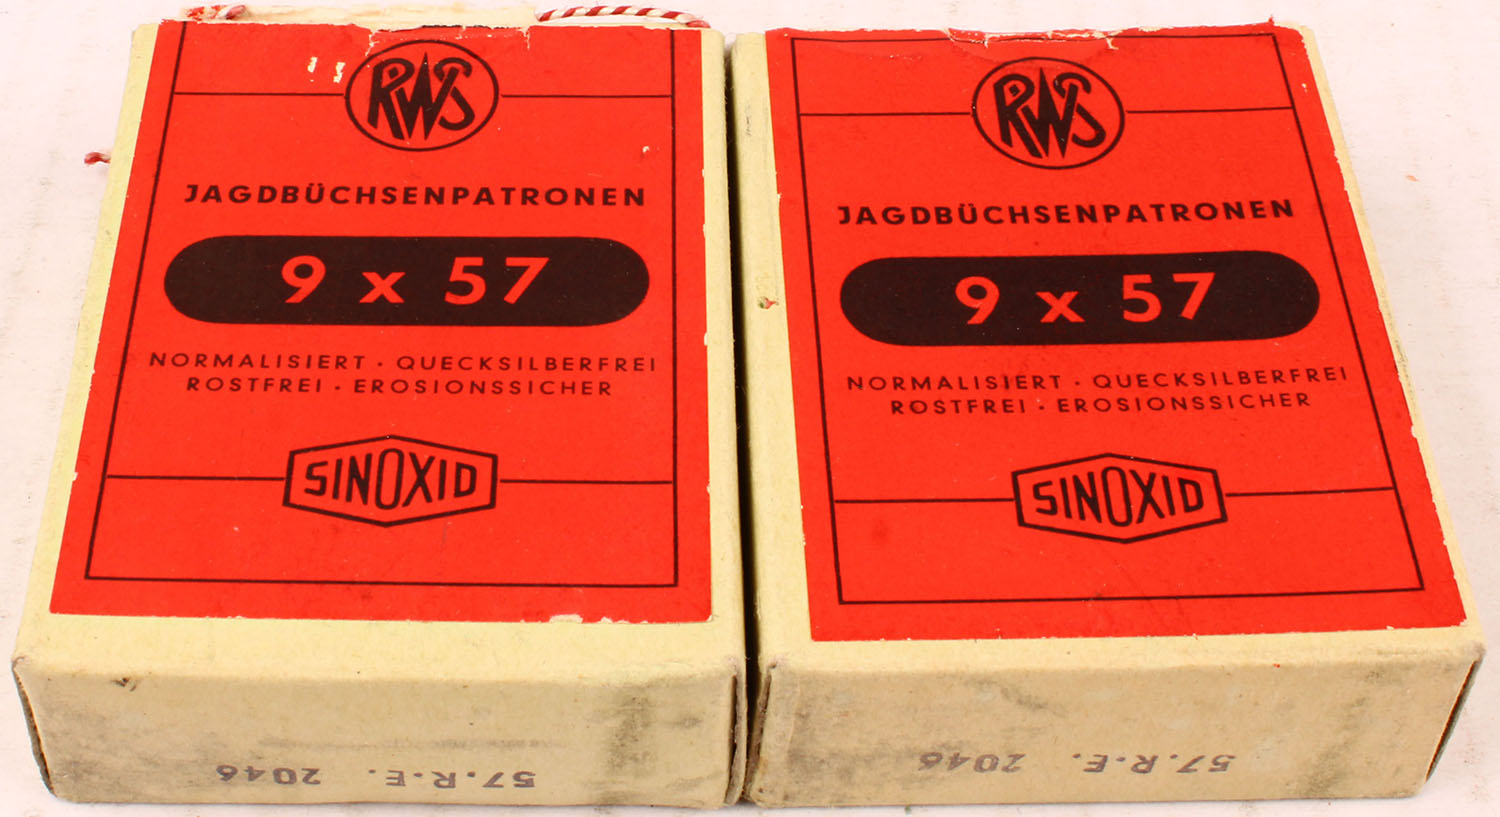 RWS
JAGDBÜCHSENPATRONEN
9 x 57
NORMALISIERT · QUECKSILBERFREI
ROSTFREI · EROSIONSSICHER
SINOXID
57.R.E. 2046
RWS
JAGDBÜCHSENPATRONEN
9 x 57
NORMALISIERT · QUECKSILBERFREI
ROSTFREI · EROSIONSSICHER
SINOXID
57.R.E. 2046